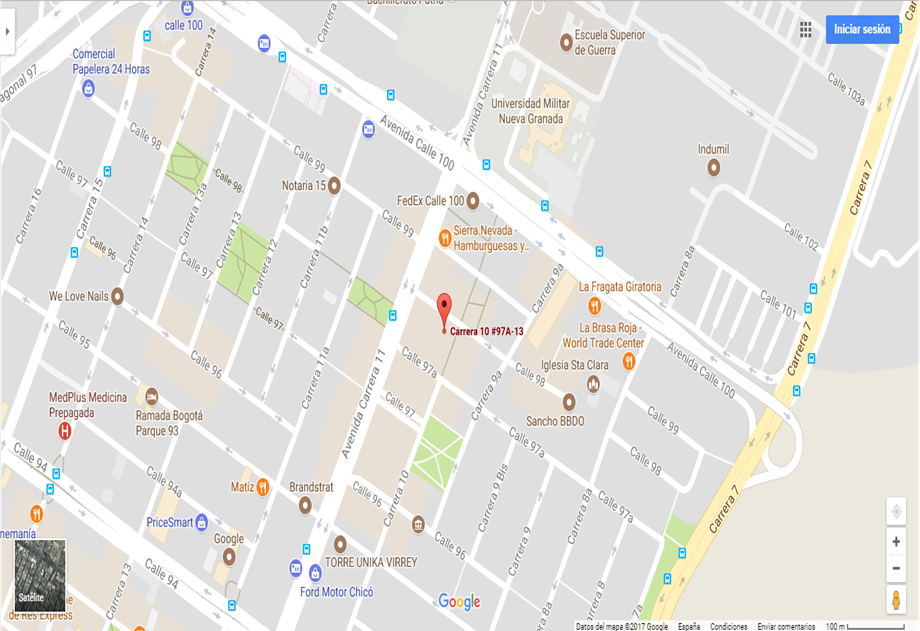 Bachillerato Patria
calle 100
Carrera 14
Avenida Carrera 11
Escuela Superior
de Guerra
Iniciar sesión
Carrera 7
Comercial
Papelera 24 Horas
agonal 97
Calle 103a
Universidad Militar
Nueva Granada
Avenida Calle 100
Calle 98
Calle 99
Indumil
Calle 97
Calle 98
Notaria 15
Carrera 16
Carrera 15
Carrera 13a
FedEx Calle 100
Carrera 7
Carrera 14
Carrera 13
Calle 99
Sierra Nevada -
Hamburguesas y...
Calle 96
Carrera 12
Carrera 11b
Calle 102
Calle 97
Carrera 9a
Carrera 8a
We Love Nails
La Fragata Giratoria
Calle 101
Calle 97
Carrera 10 #97A-13
La Brasa Roja -
World Trade Center
Calle 95
Carrera 7
Calle 96
Carrera 11a
Calle 97a
Iglesia Sta Clara
Calle 98
Avenida Calle 100
MedPlus Medicina
Prepagada
Ramada Bogotá
Parque 93
Avenida Carrera 11
Calle 97
Carrera 9a
Sancho BBDO
Calle 99
Calle 97a
Calle 98
Calle 94
Calle 94a
Matiz
Brandstrat
Calle 96
Carrera 10
Carrera 9 Bis
Carrera 8a
Calle 97a
Carrera 7
PriceSmart
Google
Calle 96
nemanía
TORRE UNIKA VIRREY
Satélite
Calle 94
Carrera 13
Ford Motor Chicó
Google
8a
Carrera 8
7a
de Res Express
Datos del mapa ©2017 Google España Condiciones Enviar comentarios 100 m